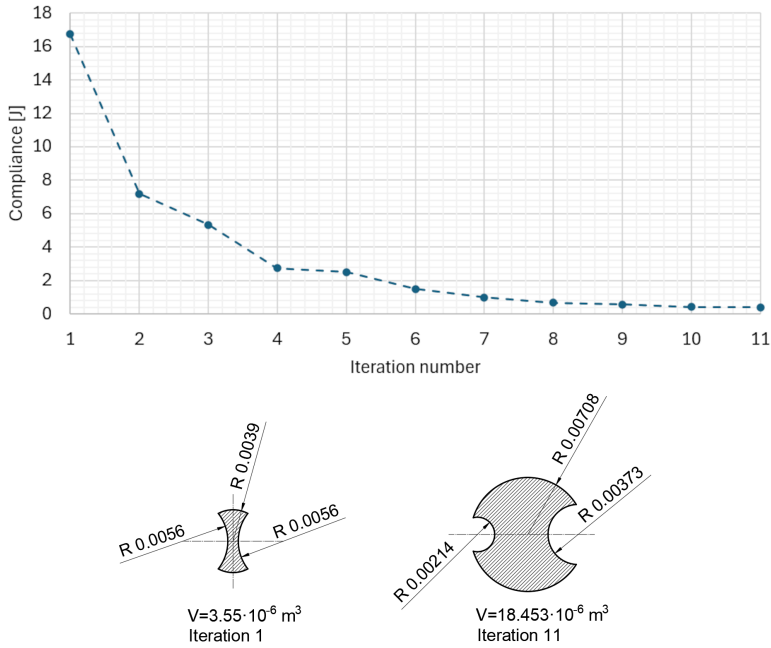 18
16
14
12
10
8
6
4
2
0
Compliance [J]
1 2 3 4 5 6 7 8 9 10 11
Iteration number
R 0.0039
R 0.0056
R 0.0056
R 0.00708
R 0.00373
R 0.00214
V=3.55·10⁻⁶ m³
Iteration 1
V=18.453·10⁻⁶ m³
Iteration 11